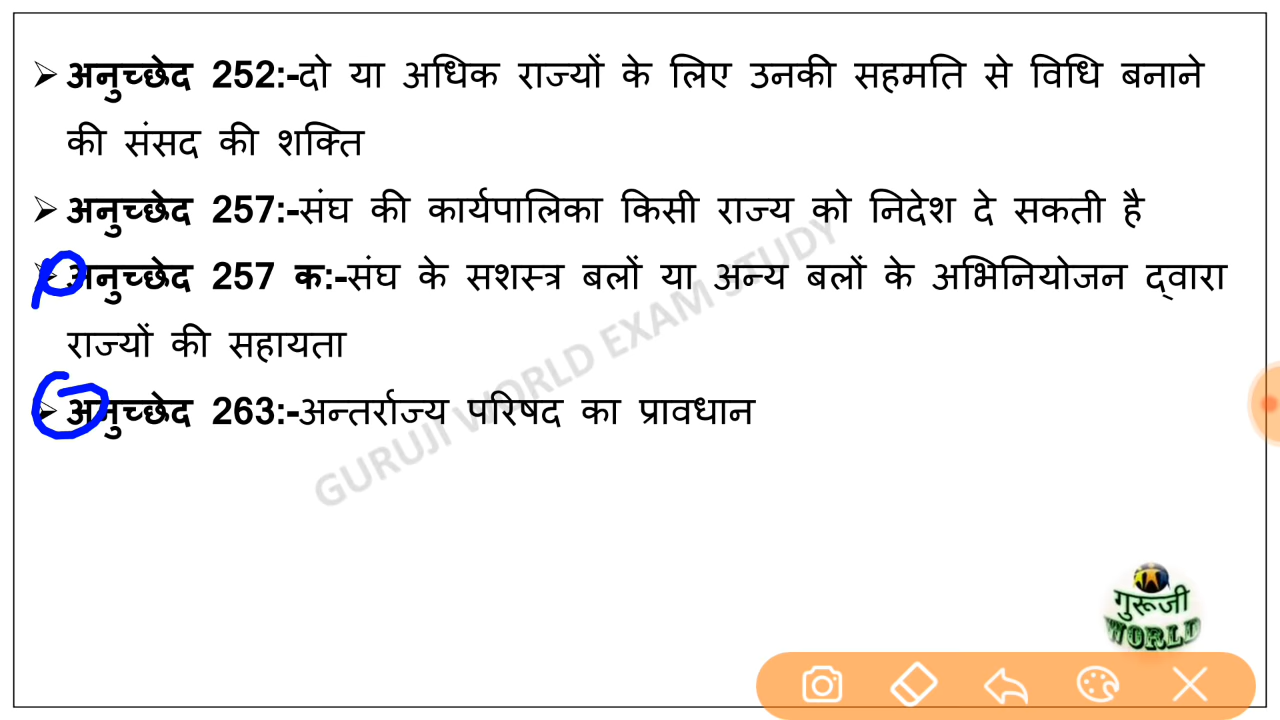 ➢ अनुच्छेद 252:-दो या अधिक राज्यों के लिए उनकी सहमति से विधि बनाने
की संसद की शक्ति
➢ अनुच्छेद 257:-संघ की कार्यपालिका किसी राज्य को निदेश दे सकती है
➢ अनुच्छेद 257 क:-संघ के सशस्त्र बलों या अन्य बलों के अभिनियोजन द्वारा
राज्यों की सहायता
➢ अनुच्छेद 263:-अन्तर्राज्य परिषद का प्रावधान
GURUJI WORLD EXAM STUDY
गुरूजी
WORLD